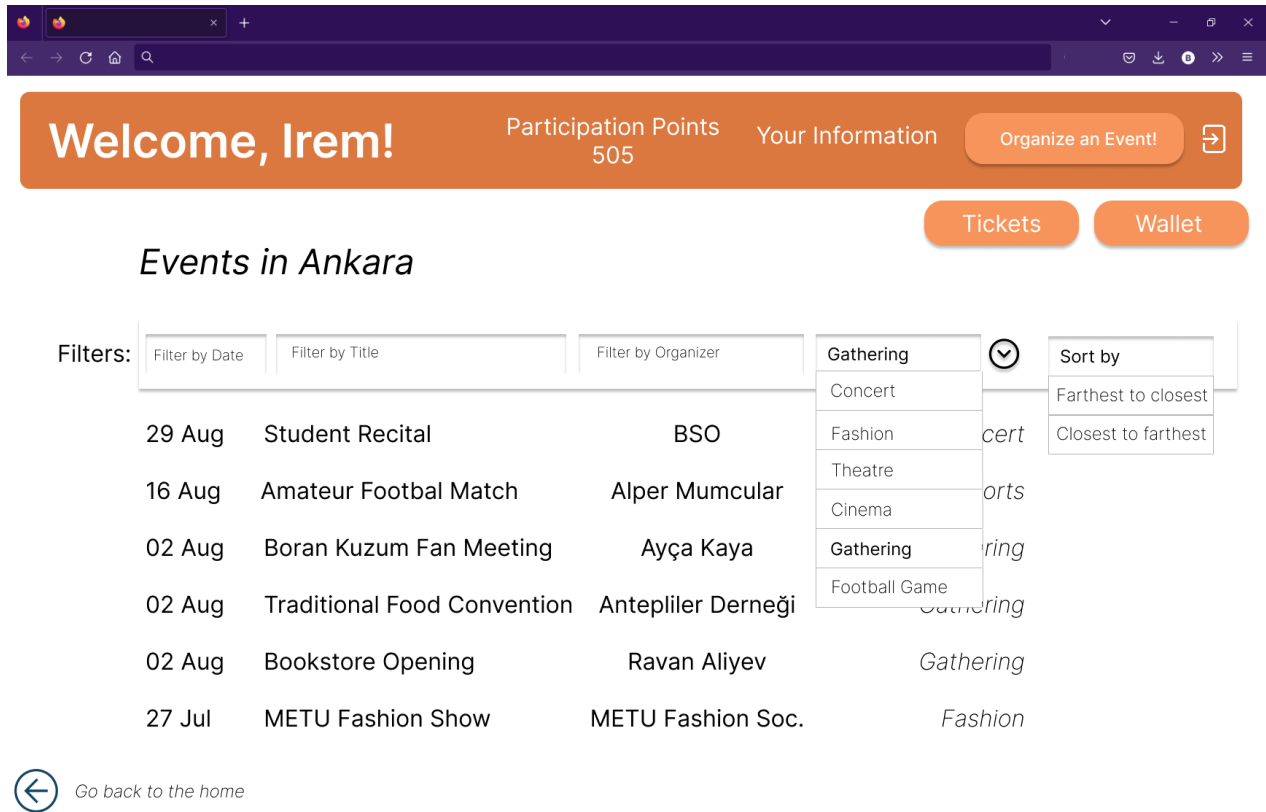 Welcome, Irem!
Participation Points
505
Your Information
Organize an Event!
Tickets
Wallet
Events in Ankara
Filters:
Filter by Date
Filter by Title
Filter by Organizer
Gathering
Sort by
Concert
Fashion
Theatre
Cinema
Gathering
Football Game
Farthest to closest
Closest to farthest
29 Aug Student Recital BSO cert
16 Aug Amateur Footbal Match Alper Mumcular orts
02 Aug Boran Kuzum Fan Meeting Ayça Kaya ring
02 Aug Traditional Food Convention Antepliler Derneği Gathering
02 Aug Bookstore Opening Ravan Aliyev Gathering
27 Jul METU Fashion Show METU Fashion Soc. Fashion
Go back to the home